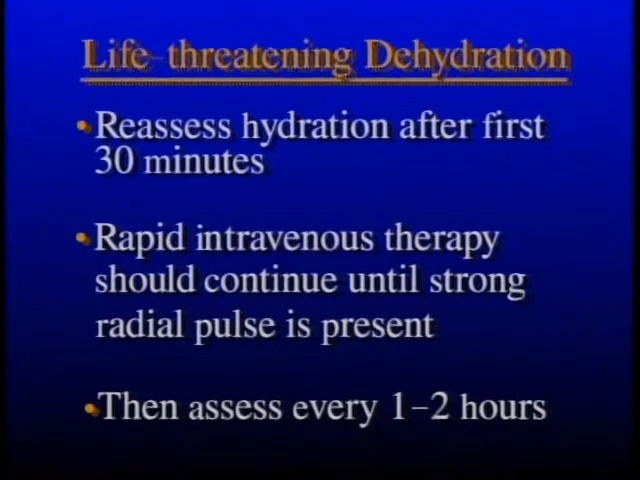 Life-threatening Dehydration
•Reassess hydration after first
30 minutes
•Rapid intravenous therapy
should continue until strong
radial pulse is present
•Then assess every 1–2 hours